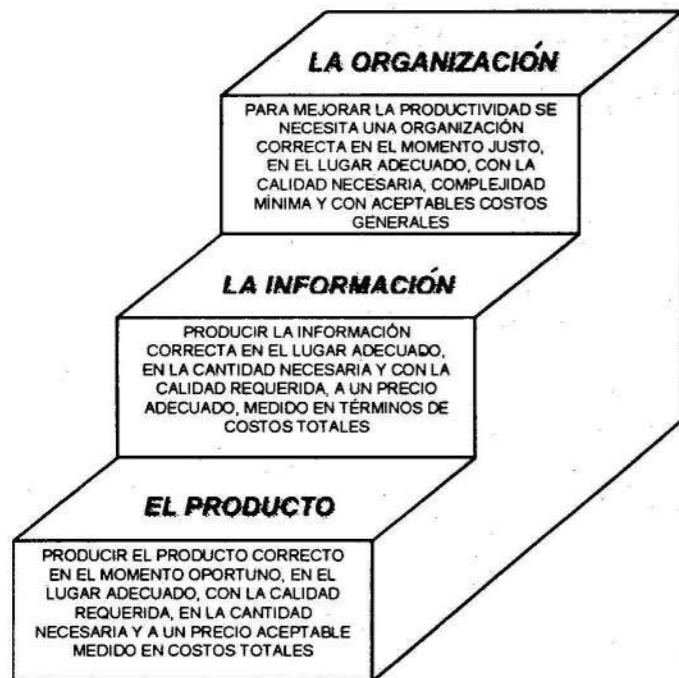 LA ORGANIZACIÓN
PARA MEJORAR LA PRODUCTIVIDAD SE
NECESITA UNA ORGANIZACIÓN
CORRECTA EN EL MOMENTO JUSTO,
EN EL LUGAR ADECUADO, CON LA
CALIDAD NECESARIA, COMPLEJIDAD
MÍNIMA Y CON ACEPTABLES COSTOS
GENERALES
LA INFORMACIÓN
PRODUCIR LA INFORMACIÓN
CORRECTA EN EL LUGAR ADECUADO,
EN LA CANTIDAD NECESARIA Y CON LA
CALIDAD REQUERIDA, A UN PRECIO
ADECUADO, MEDIDO EN TÉRMINOS DE
COSTOS TOTALES
EL PRODUCTO
PRODUCIR EL PRODUCTO CORRECTO
EN EL MOMENTO OPORTUNO, EN EL
LUGAR ADECUADO, CON LA CALIDAD
REQUERIDA, EN LA CANTIDAD
NECESARIA Y A UN PRECIO ACEPTABLE
MEDIDO EN COSTOS TOTALES